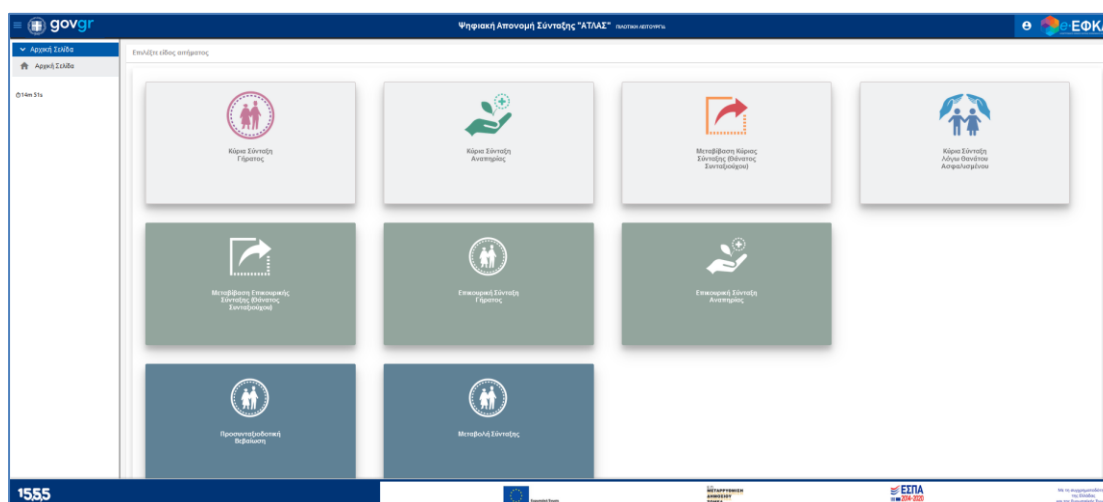 govgr
Ψηφιακή Απονομή Σύνταξης "ΑΤΛΑΣ" ΠΙΛΟΤΙΚΗ ΛΕΙΤΟΥΡΓΙΑ
e-ΕΦΚΑ
Αρχική Σελίδα
Αρχική Σελίδα
14m 51s
Επιλέξτε είδος αιτήματος
Κύρια Σύνταξη
Γήρατος
Κύρια Σύνταξη
Αναπηρίας
Μεταβίβαση Κύριας
Σύνταξης (Θάνατος
Συνταξιούχου)
Κύρια Σύνταξη
Λόγω Θανάτου
Ασφαλισμένου
Μεταβίβαση Επικουρικής
Σύνταξης (Θάνατος
Συνταξιούχου)
Επικουρική Σύνταξη
Γήρατος
Επικουρική Σύνταξη
Αναπηρίας
Προσυνταξιοδοτική
Βεβαίωση
Μεταβολή Σύνταξης
1555
ΕΣΠΑ
2014-2020